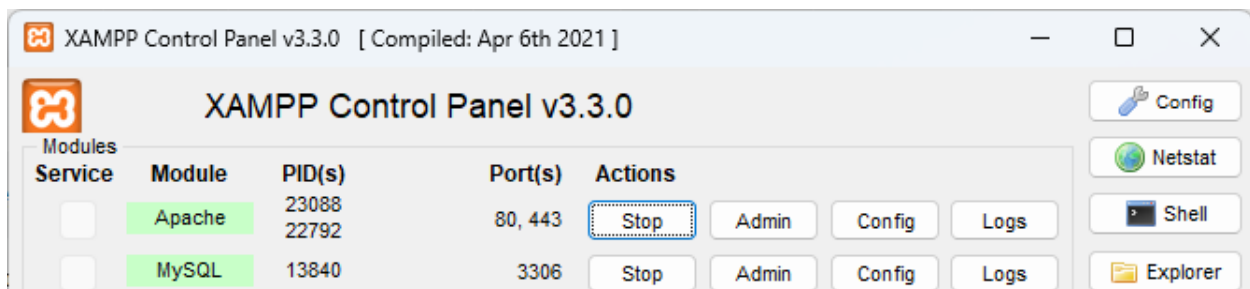 XAMPP Control Panel v3.3.0 [ Compiled: Apr 6th 2021 ]
XAMPP Control Panel v3.3.0
Config
Modules
Netstat
Service Module PID(s) Port(s) Actions
Apache 23088 22792 80, 443 Stop Admin Config Logs
Shell
MySQL 13840 3306 Stop Admin Config Logs
Explorer